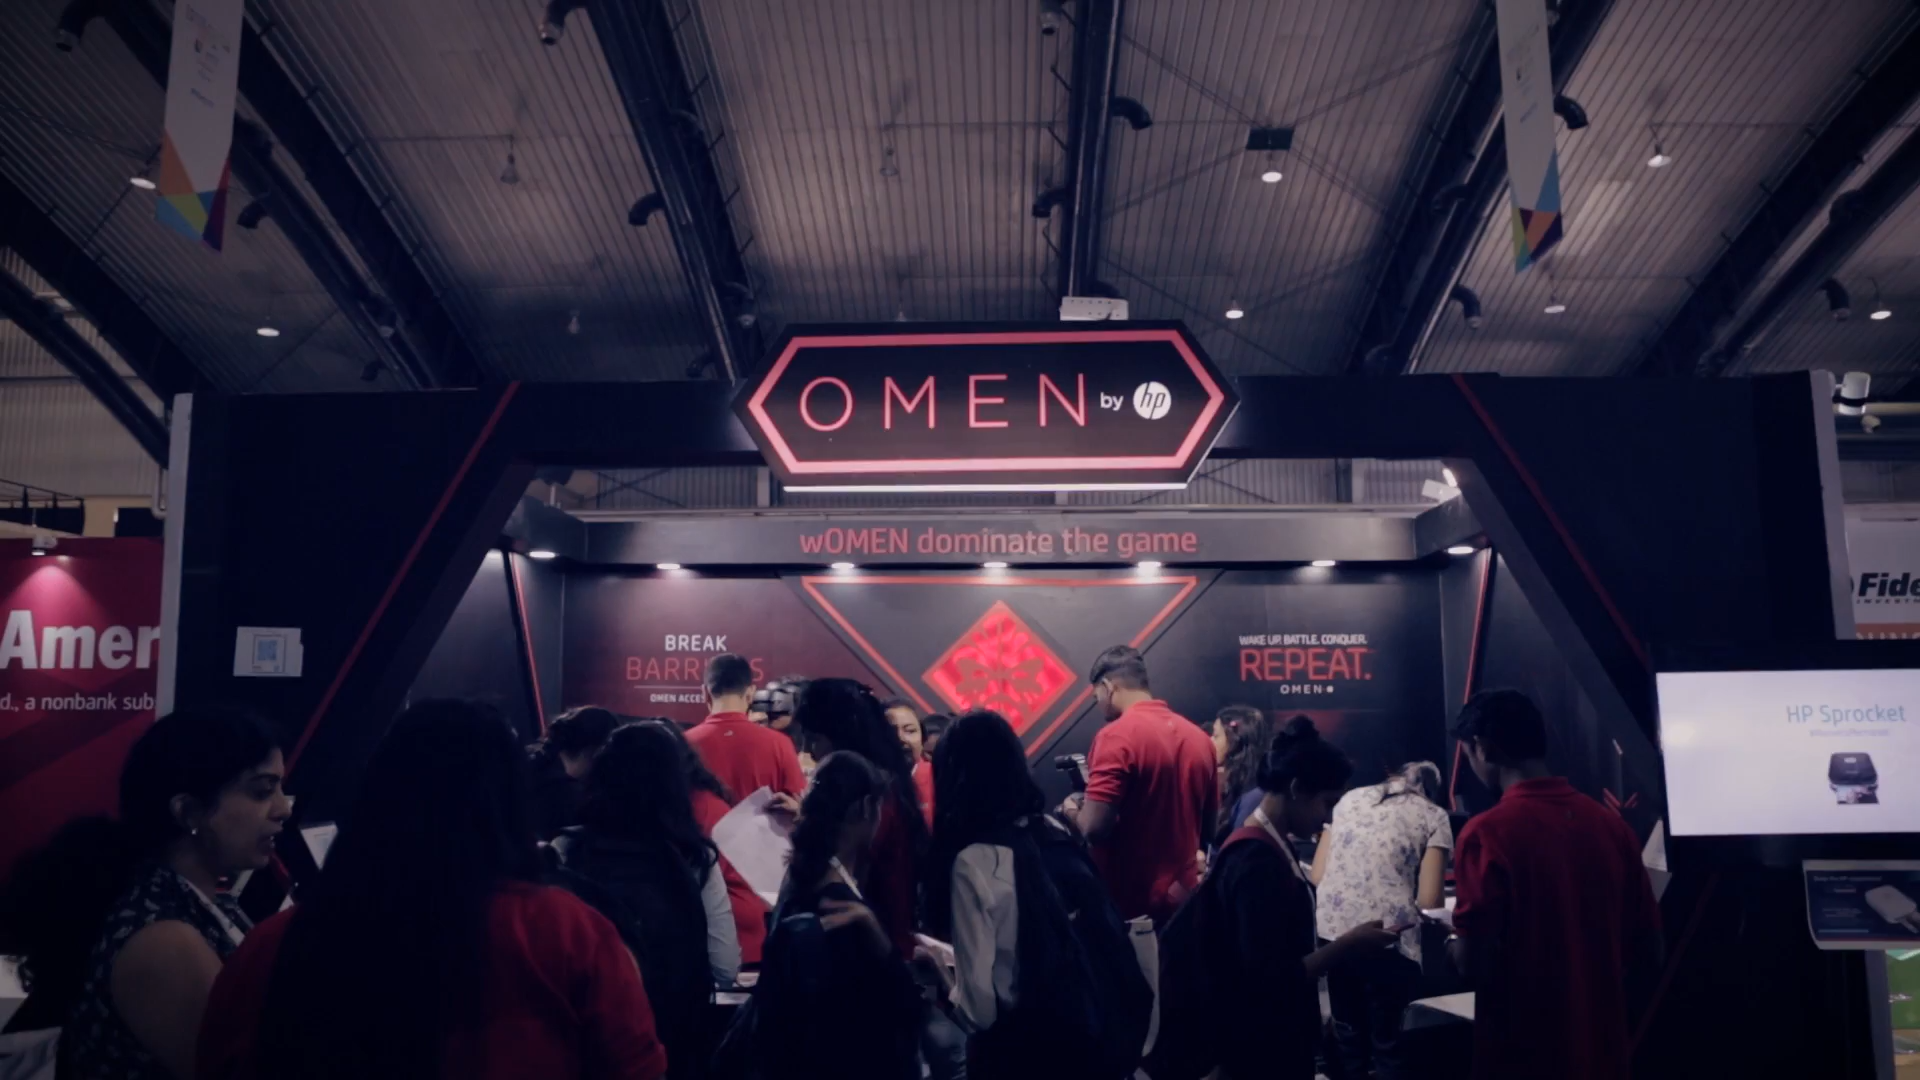 OMEN by hp
wOMEN dominate the game
BREAK
OMEN
WAKE UP. BATTLE. CONQUER.
REPEAT.
OMEN
Amer
d., a nonbank sub
Fide
HP Sprocket